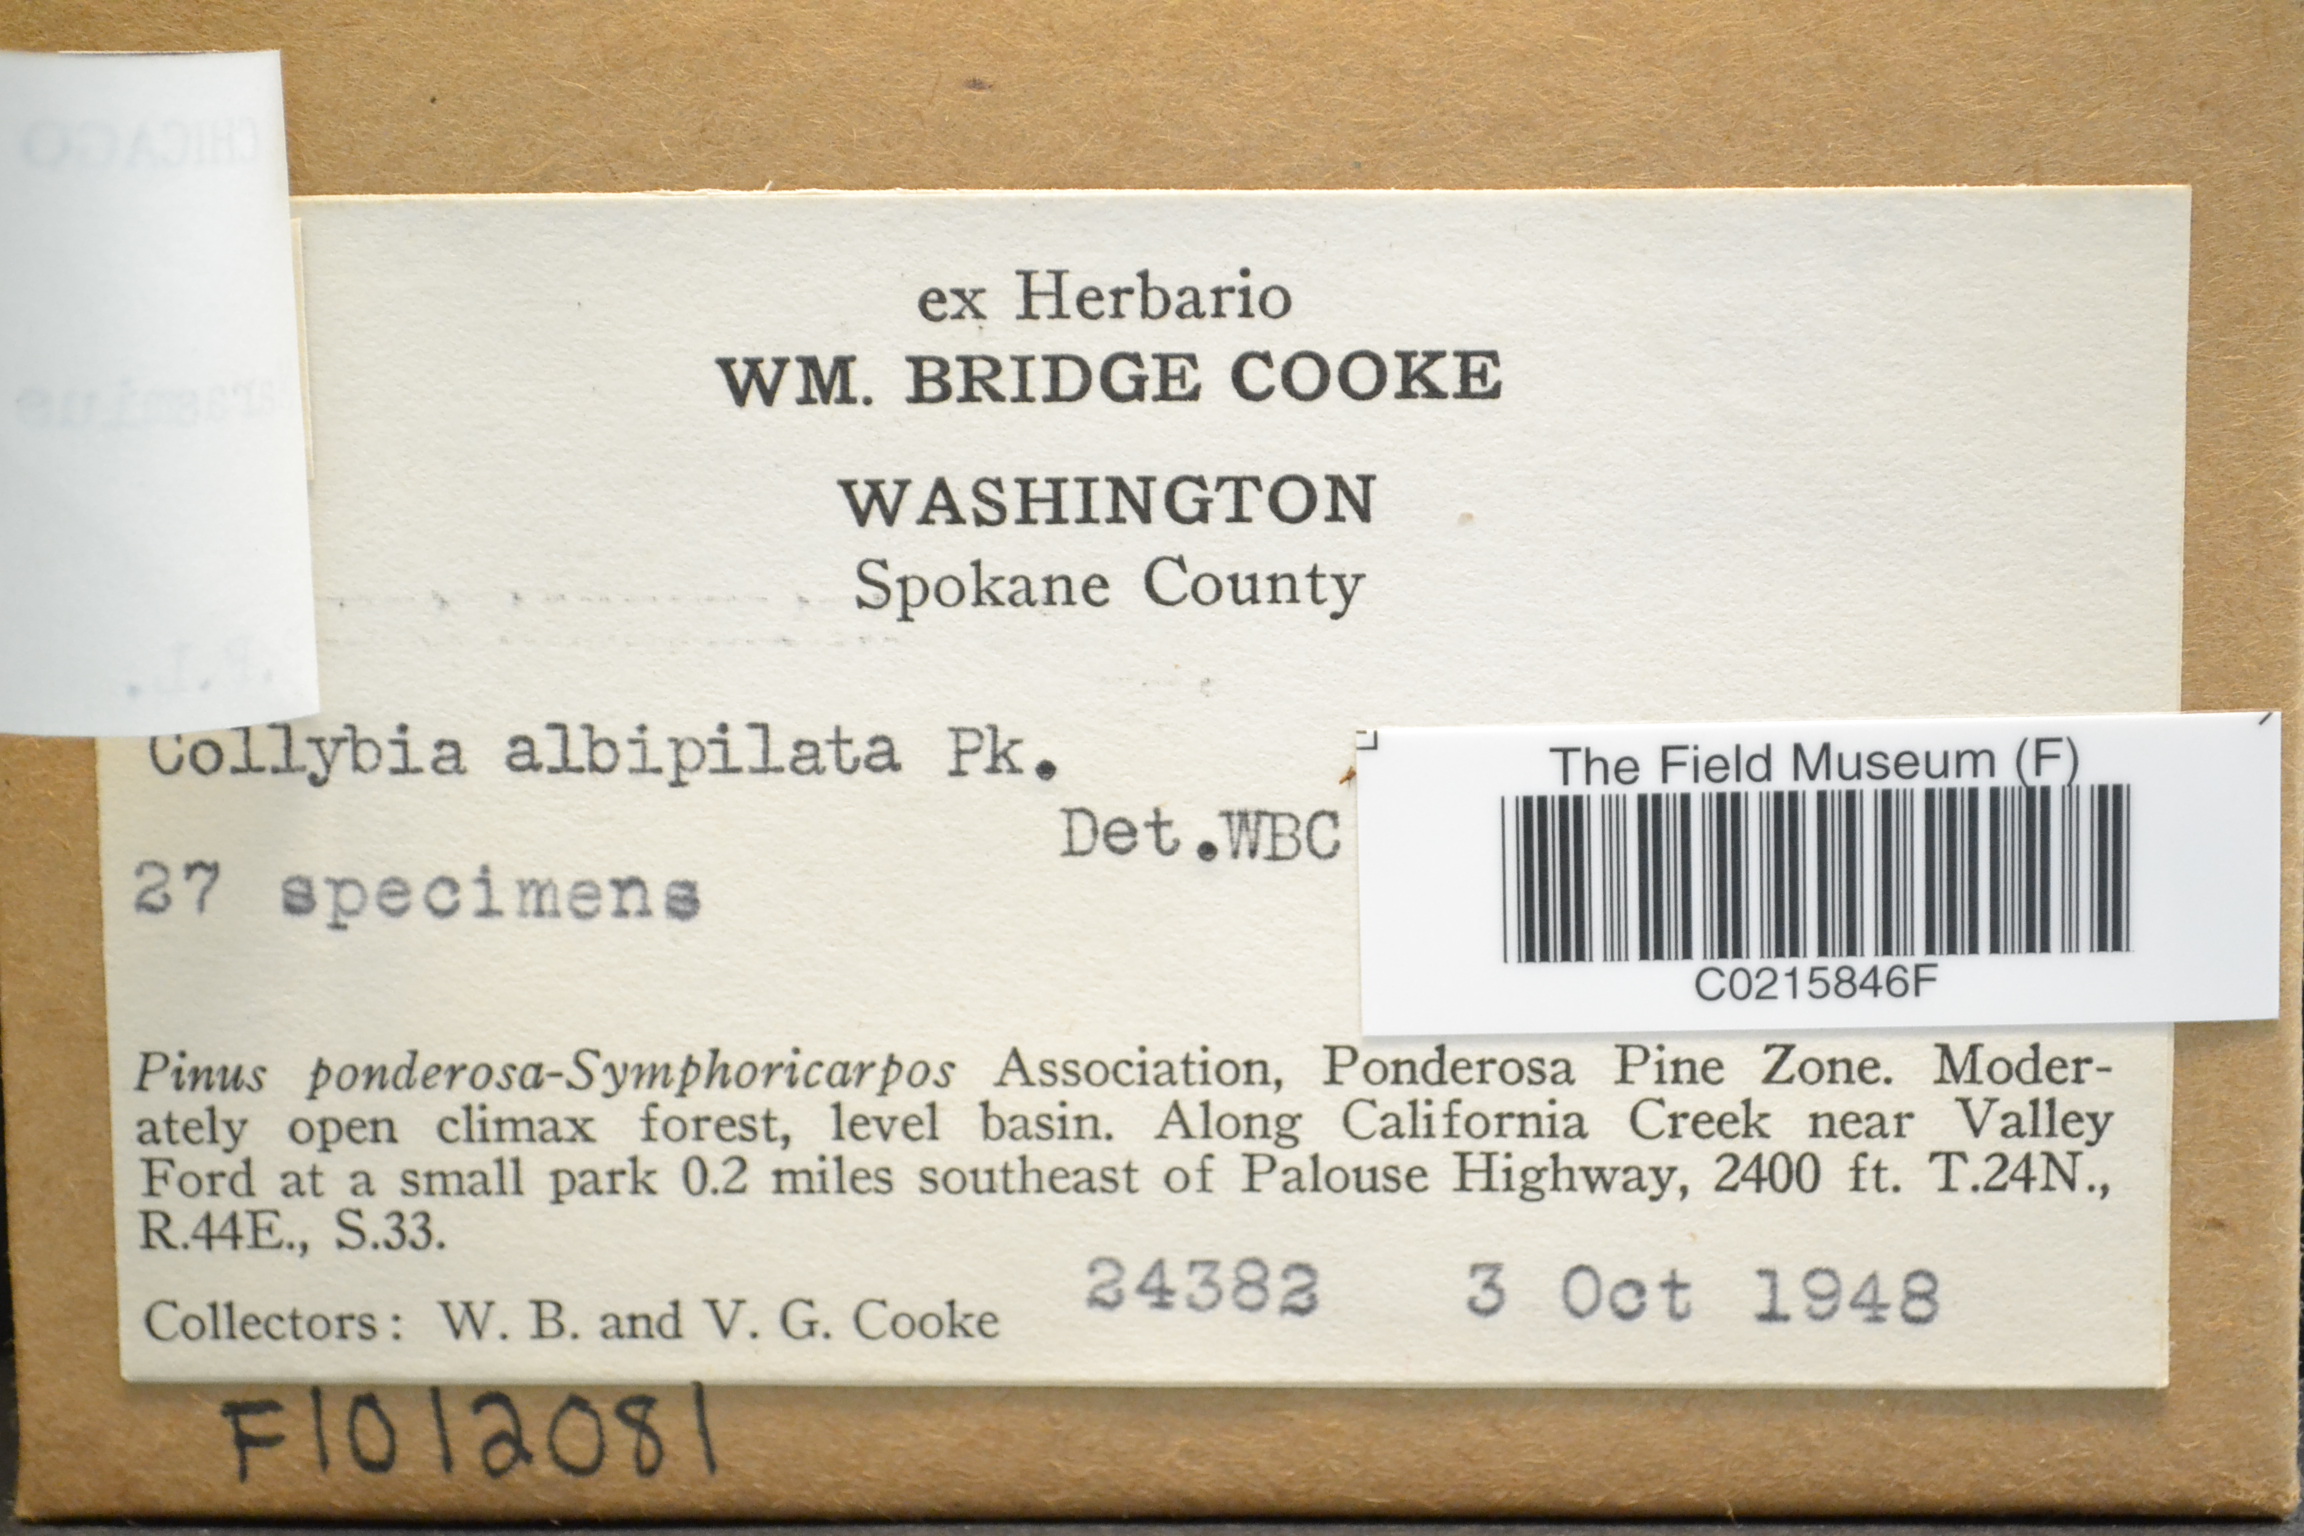 ex Herbario
WM. BRIDGE COOKE
WASHINGTON
Spokane County
Collybia albipilata Pk.
Det.WBC
27 specimens
The Field Museum (F)
C0215846F
Pinus ponderosa-Symphoricarpos Association, Ponderosa Pine Zone. Moder-
ately open climax forest, level basin. Along California Creek near Valley
Ford at a small park 0.2 miles southeast of Palouse Highway, 2400 ft. T.24N.,
R.44E., S.33.
24382 3 Oct 1948
Collectors: W. B. and V. G. Cooke
F1012081
CHICAGO